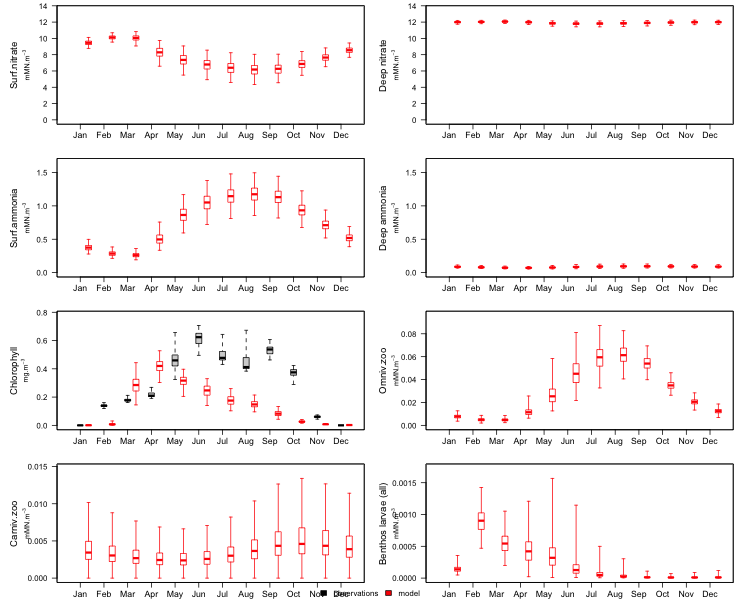 Surf.nitrate
mMN.m⁻³
14
12
10
8
6
4
2
0
Jan Feb Mar Apr May Jun Jul Aug Sep Oct Nov Dec
Deep nitrate
mMN.m⁻³
14
12
10
8
6
4
2
0
Jan Feb Mar Apr May Jun Jul Aug Sep Oct Nov Dec
Surf.ammonia
mMN.m⁻³
1.5
1.0
0.5
0.0
Jan Feb Mar Apr May Jun Jul Aug Sep Oct Nov Dec
Deep ammonia
mMN.m⁻³
1.5
1.0
0.5
0.0
Jan Feb Mar Apr May Jun Jul Aug Sep Oct Nov Dec
Chlorophyll
mg.m⁻³
0.8
0.6
0.4
0.2
0.0
Jan Feb Mar Apr May Jun Jul Aug Sep Oct Nov Dec
Omniv.zoo
mMN.m⁻³
0.08
0.06
0.04
0.02
0.00
Jan Feb Mar Apr May Jun Jul Aug Sep Oct Nov Dec
Carniv.zoo
mMN.m⁻³
0.015
0.010
0.005
0.000
Jan Feb Mar Apr May Jun Jul Aug Sep Oct Nov Dec
Benthos larvae (all)
mMN.m⁻³
0.0015
0.0010
0.0005
0.0000
Jan Feb Mar Apr May Jun Jul Aug Sep Oct Nov Dec
observations model